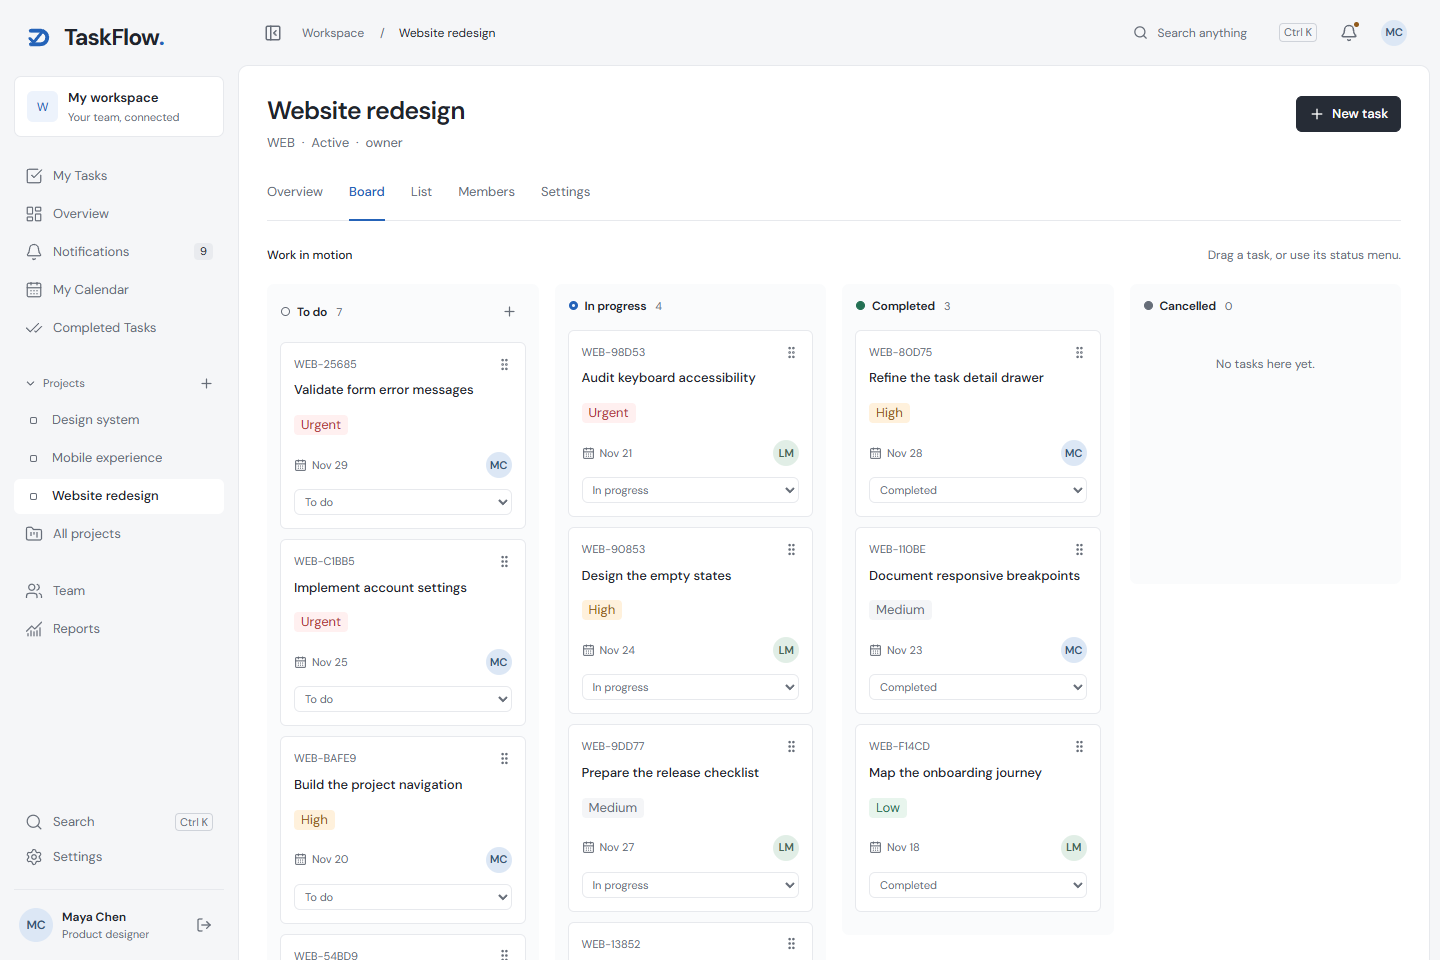 TaskFlow.
W
My workspace
Your team, connected
My Tasks
Overview
Notifications 9
My Calendar
Completed Tasks
Projects
Design system
Mobile experience
Website redesign
All projects
Team
Reports
Search Ctrl K
Settings
MC
Maya Chen
Product designer
Workspace / Website redesign
Search anything Ctrl K
MC
Website redesign
WEB · Active · owner
New task
Overview Board List Members Settings
Work in motion
Drag a task, or use its status menu.
To do 7
WEB-25685
Validate form error messages
Urgent
Nov 29 MC
To do
WEB-C1BB5
Implement account settings
Urgent
Nov 25 MC
To do
WEB-BAFE9
Build the project navigation
High
Nov 20 MC
To do
WEB-54BD9
In progress 4
WEB-98D53
Audit keyboard accessibility
Urgent
Nov 21 LM
In progress
WEB-90853
Design the empty states
High
Nov 24 LM
In progress
WEB-9DD77
Prepare the release checklist
Medium
Nov 27 LM
In progress
WEB-13852
Completed 3
WEB-80D75
Refine the task detail drawer
High
Nov 28 MC
Completed
WEB-110BE
Document responsive breakpoints
Medium
Nov 23 MC
Completed
WEB-F14CD
Map the onboarding journey
Low
Nov 18 LM
Completed
Cancelled 0
No tasks here yet.